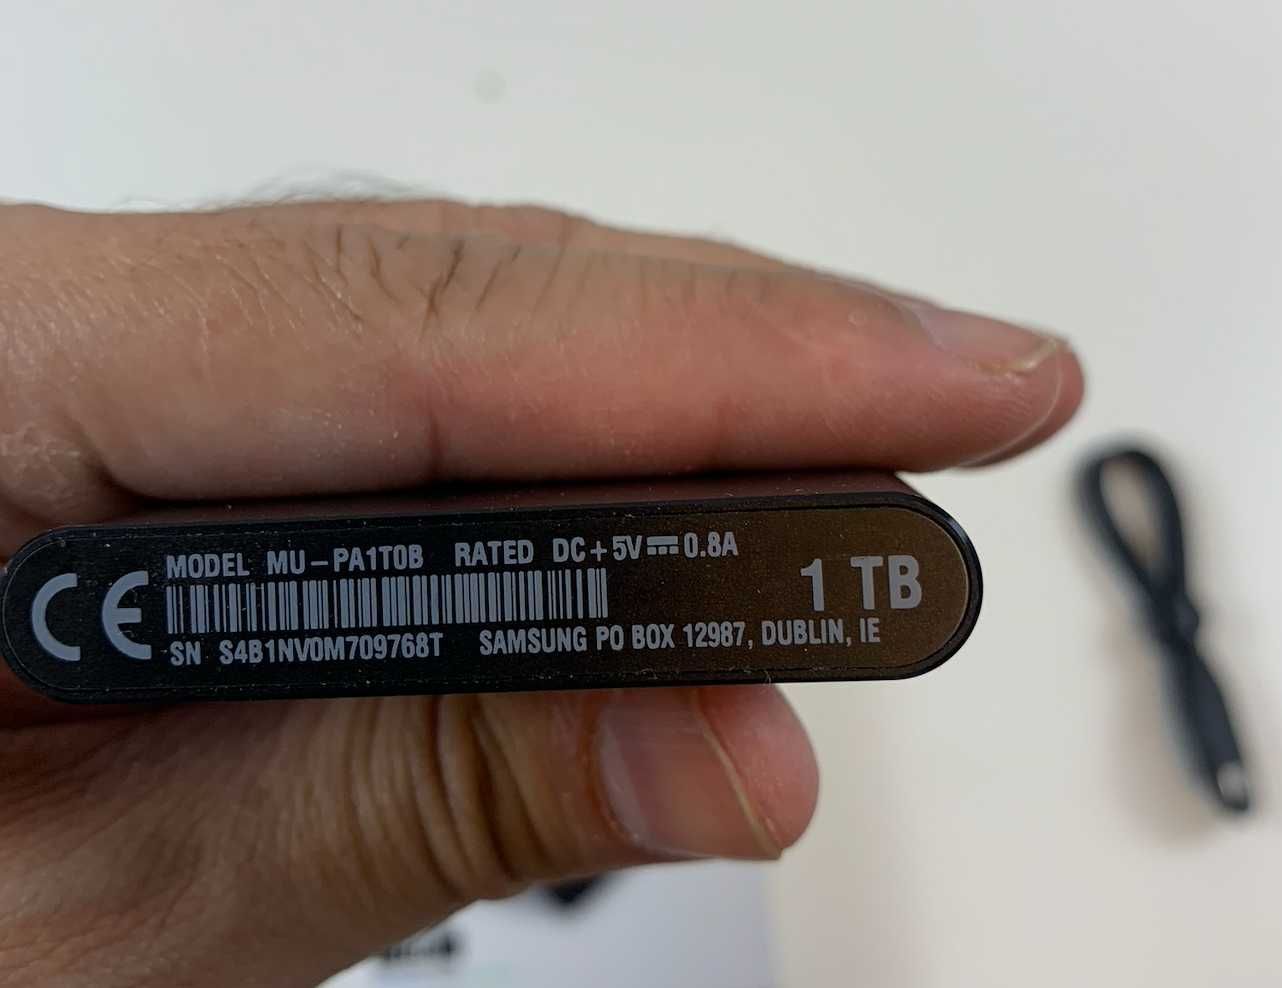 CE
MODEL MU-PA1T0B RATED DC+5V⎓0.8A
1 TB
SN S4B1NV0M709768T SAMSUNG PO BOX 12987, DUBLIN, IE